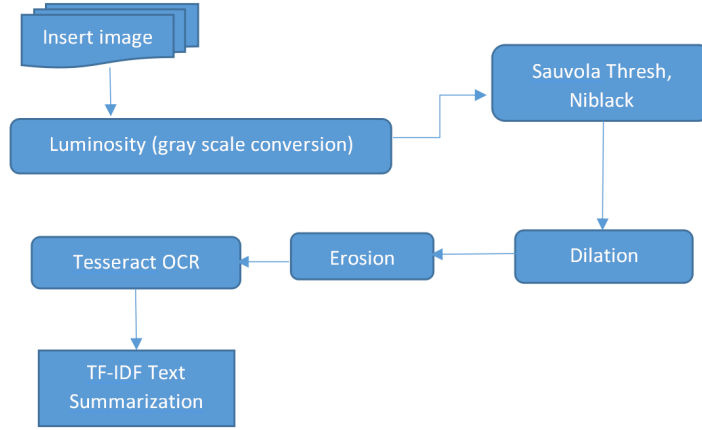 Insert image
Sauvola Thresh,
Niblack
Luminosity (gray scale conversion)
Dilation
Erosion
Tesseract OCR
TF-IDF Text
Summarization